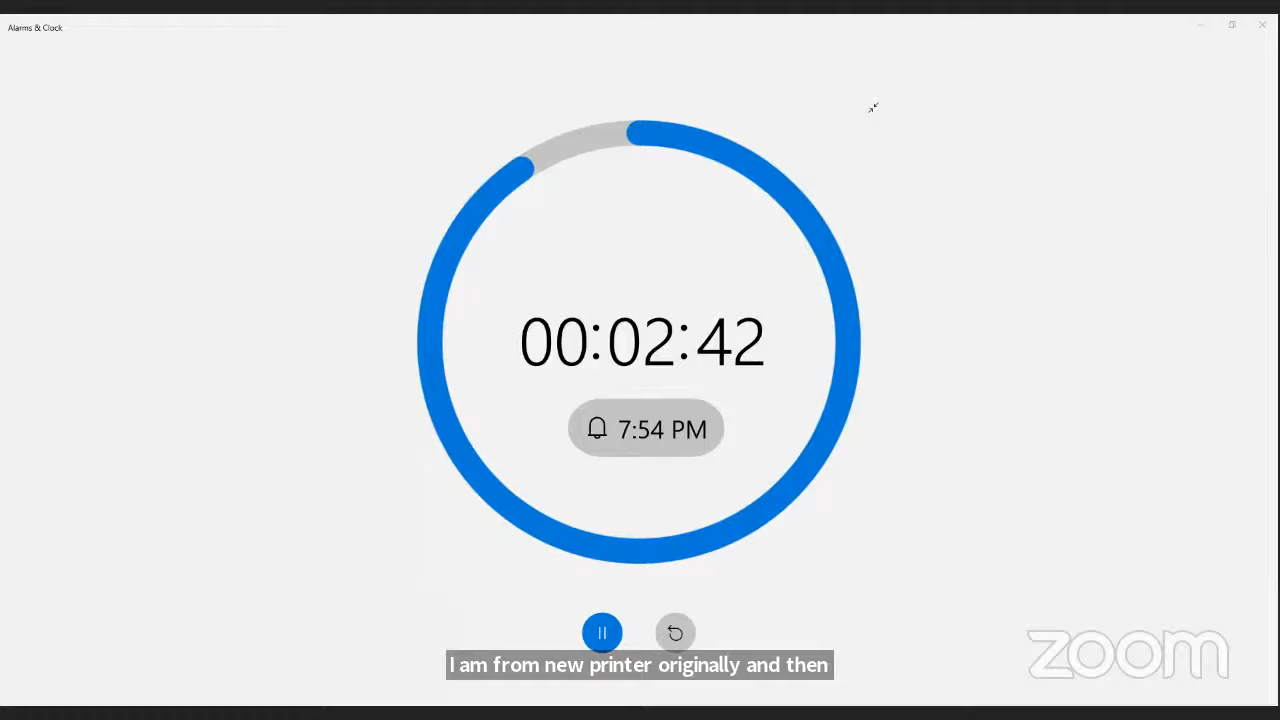 Alarms & Clock
00:02:42
7:54 PM
I am from new printer originally and then
zoom